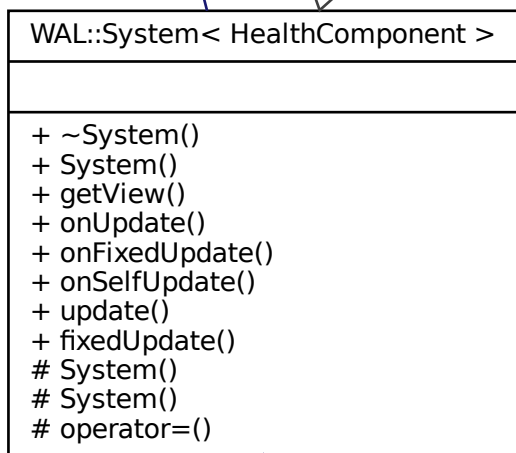 WAL::System< HealthComponent >
+ ~System()
+ System()
+ getView()
+ onUpdate()
+ onFixedUpdate()
+ onSelfUpdate()
+ update()
+ fixedUpdate()
# System()
# System()
# operator=()